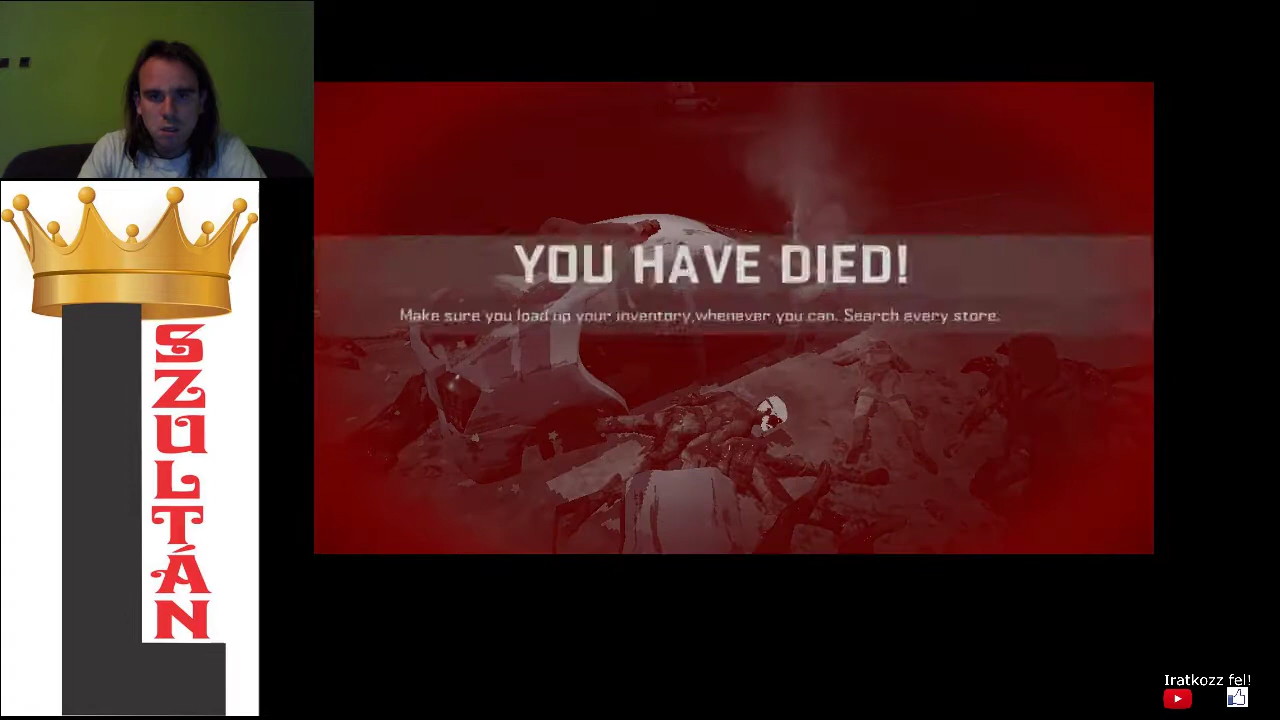 L
SZULTÁN
YOU HAVE DIED!
Make sure you load up your inventory,whenever you can. Search every store.
Iratkozz fel!